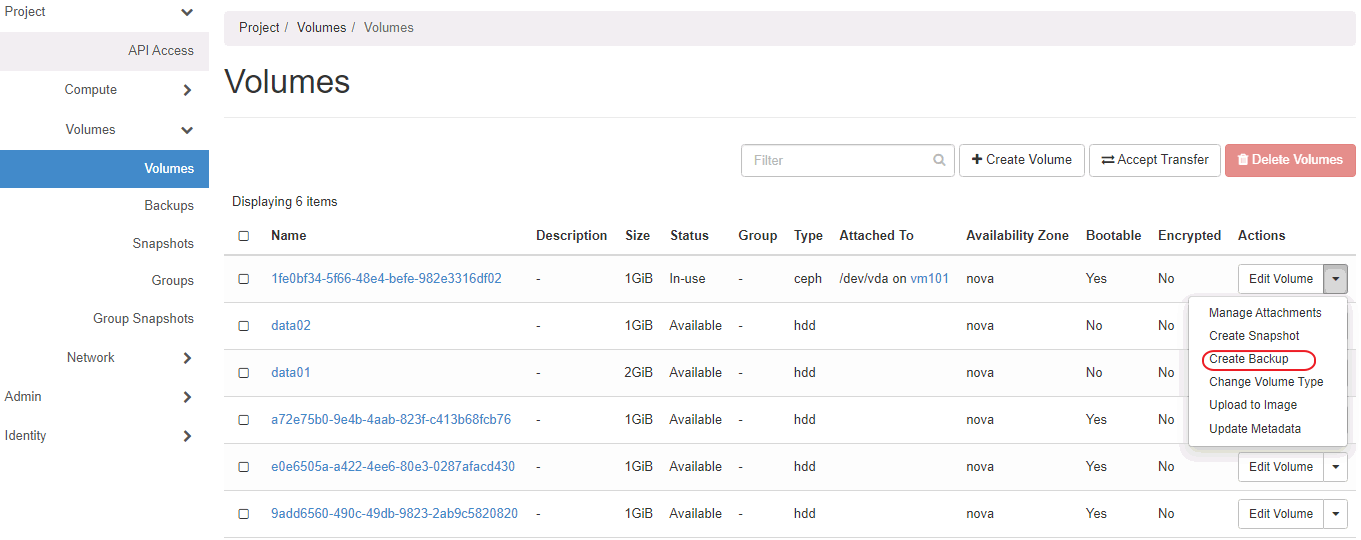 Project
API Access
Compute
Volumes
Volumes
Backups
Snapshots
Groups
Group Snapshots
Network
Admin
Identity
Project / Volumes / Volumes
Volumes
Filter Create Volume Accept Transfer Delete Volumes
Displaying 6 items
Name Description Size Status Group Type Attached To Availability Zone Bootable Encrypted Actions
1fe0bf34-5f66-48e4-befe-982e3316df02 - 1GiB In-use - ceph /dev/vda on vm101 nova Yes No Edit Volume
data02 - 1GiB Available - hdd nova No No
data01 - 2GiB Available - hdd nova No No
a72e75b0-9e4b-4aab-823f-c413b68fcb76 - 1GiB Available - hdd nova Yes No
e0e6505a-a422-4ee6-80e3-0287afacd430 - 1GiB Available - hdd nova Yes No Edit Volume
9add6560-490c-49db-9823-2ab9c5820820 - 1GiB Available - hdd nova Yes No Edit Volume
Manage Attachments
Create Snapshot
Create Backup
Change Volume Type
Upload to Image
Update Metadata